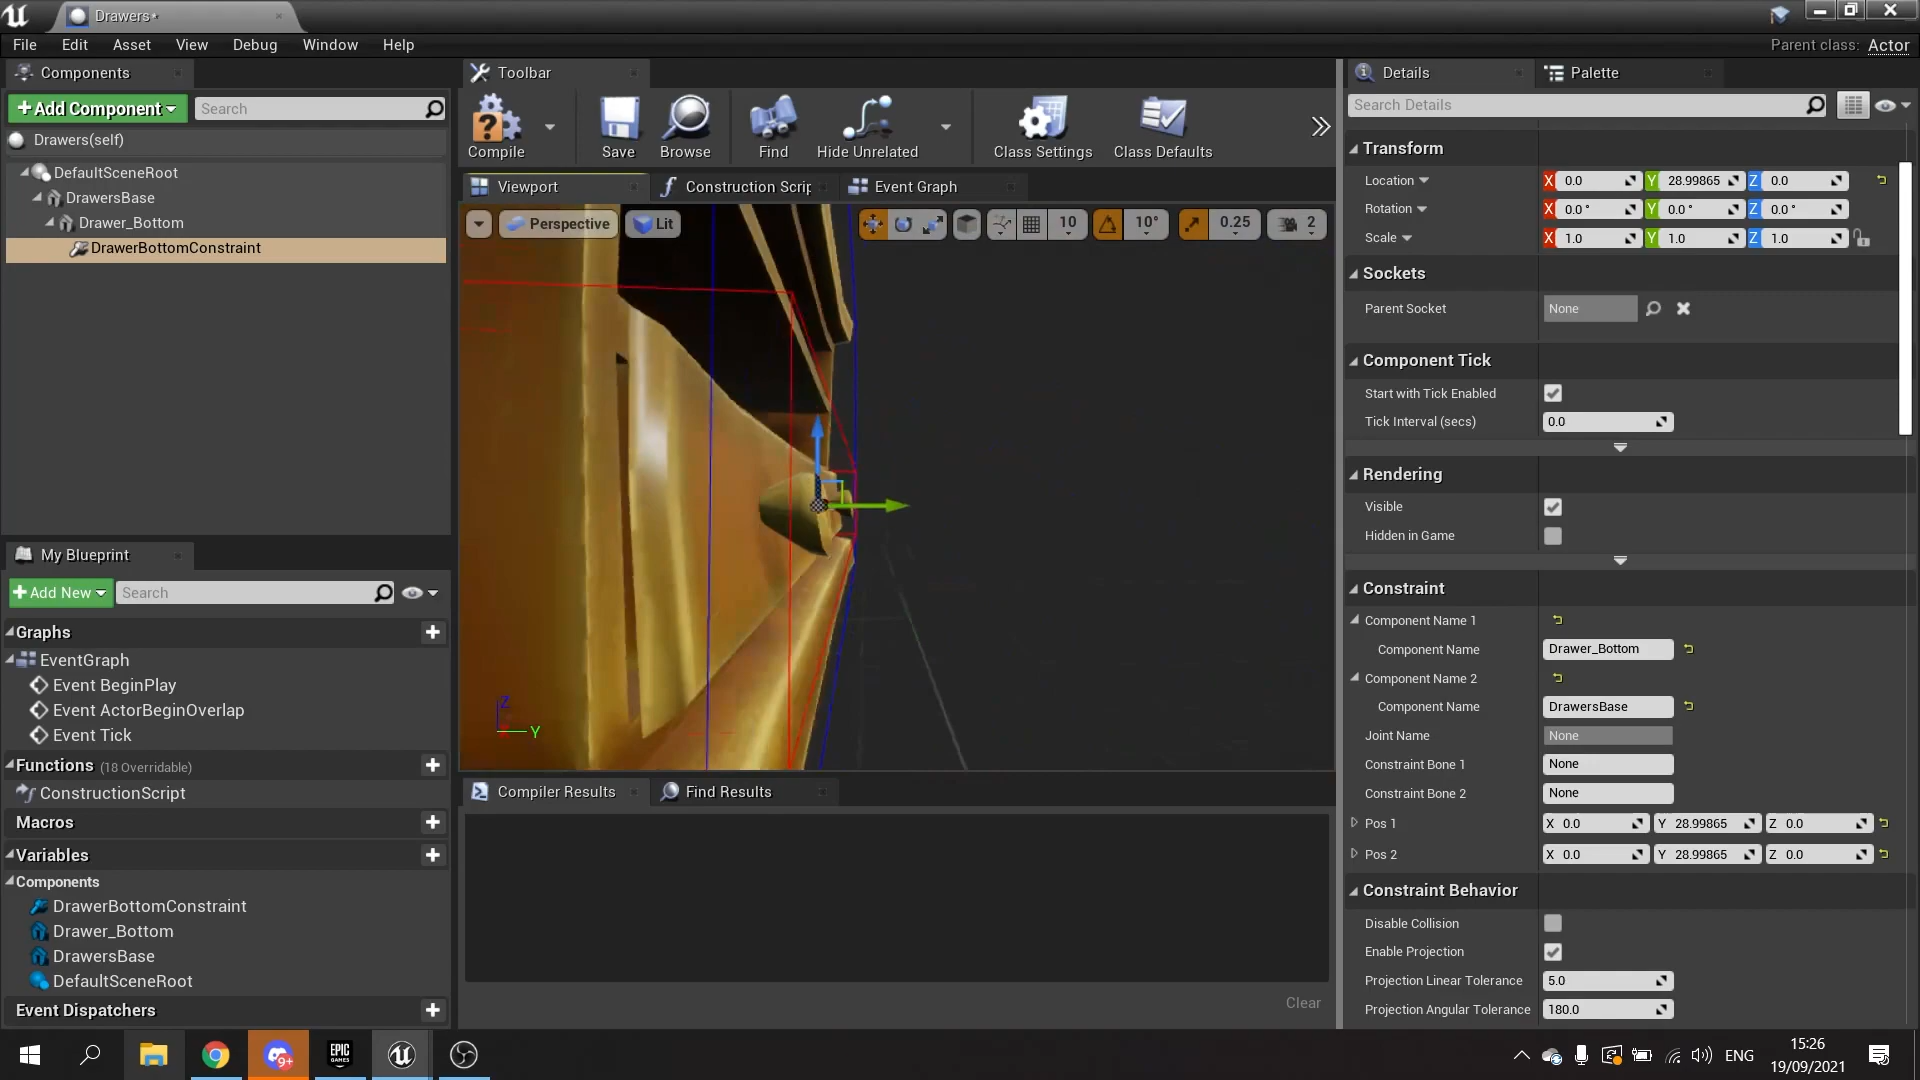 Drawers*
File Edit Asset View Debug Window Help
Parent class: Actor
Components
+Add Component
Search
Drawers(self)
DefaultSceneRoot
DrawersBase
Drawer_Bottom
DrawerBottomConstraint
My Blueprint
+Add New
Search
Graphs
EventGraph
Event BeginPlay
Event ActorBeginOverlap
Event Tick
Functions (18 Overridable)
ConstructionScript
Macros
Variables
Components
DrawerBottomConstraint
Drawer_Bottom
DrawersBase
DefaultSceneRoot
Event Dispatchers
Toolbar
Compile Save Browse Find Hide Unrelated Class Settings Class Defaults
Viewport Construction Scrip Event Graph
Perspective Lit 10 10° 0.25 2
Z
Y
Compiler Results Find Results
Clear
Details Palette
Search Details
Transform
Location X 0.0 Y 28.99865 Z 0.0
Rotation X 0.0 ° Y 0.0 ° Z 0.0 °
Scale X 1.0 Y 1.0 Z 1.0
Sockets
Parent Socket None
Component Tick
Start with Tick Enabled
Tick Interval (secs) 0.0
Rendering
Visible
Hidden in Game
Constraint
Component Name 1
Component Name Drawer_Bottom
Component Name 2
Component Name DrawersBase
Joint Name None
Constraint Bone 1 None
Constraint Bone 2 None
Pos 1 X 0.0 Y 28.99865 Z 0.0
Pos 2 X 0.0 Y 28.99865 Z 0.0
Constraint Behavior
Disable Collision
Enable Projection
Projection Linear Tolerance 5.0
Projection Angular Tolerance 180.0
9+
EPIC GAMES
ENG
15:26
19/09/2021